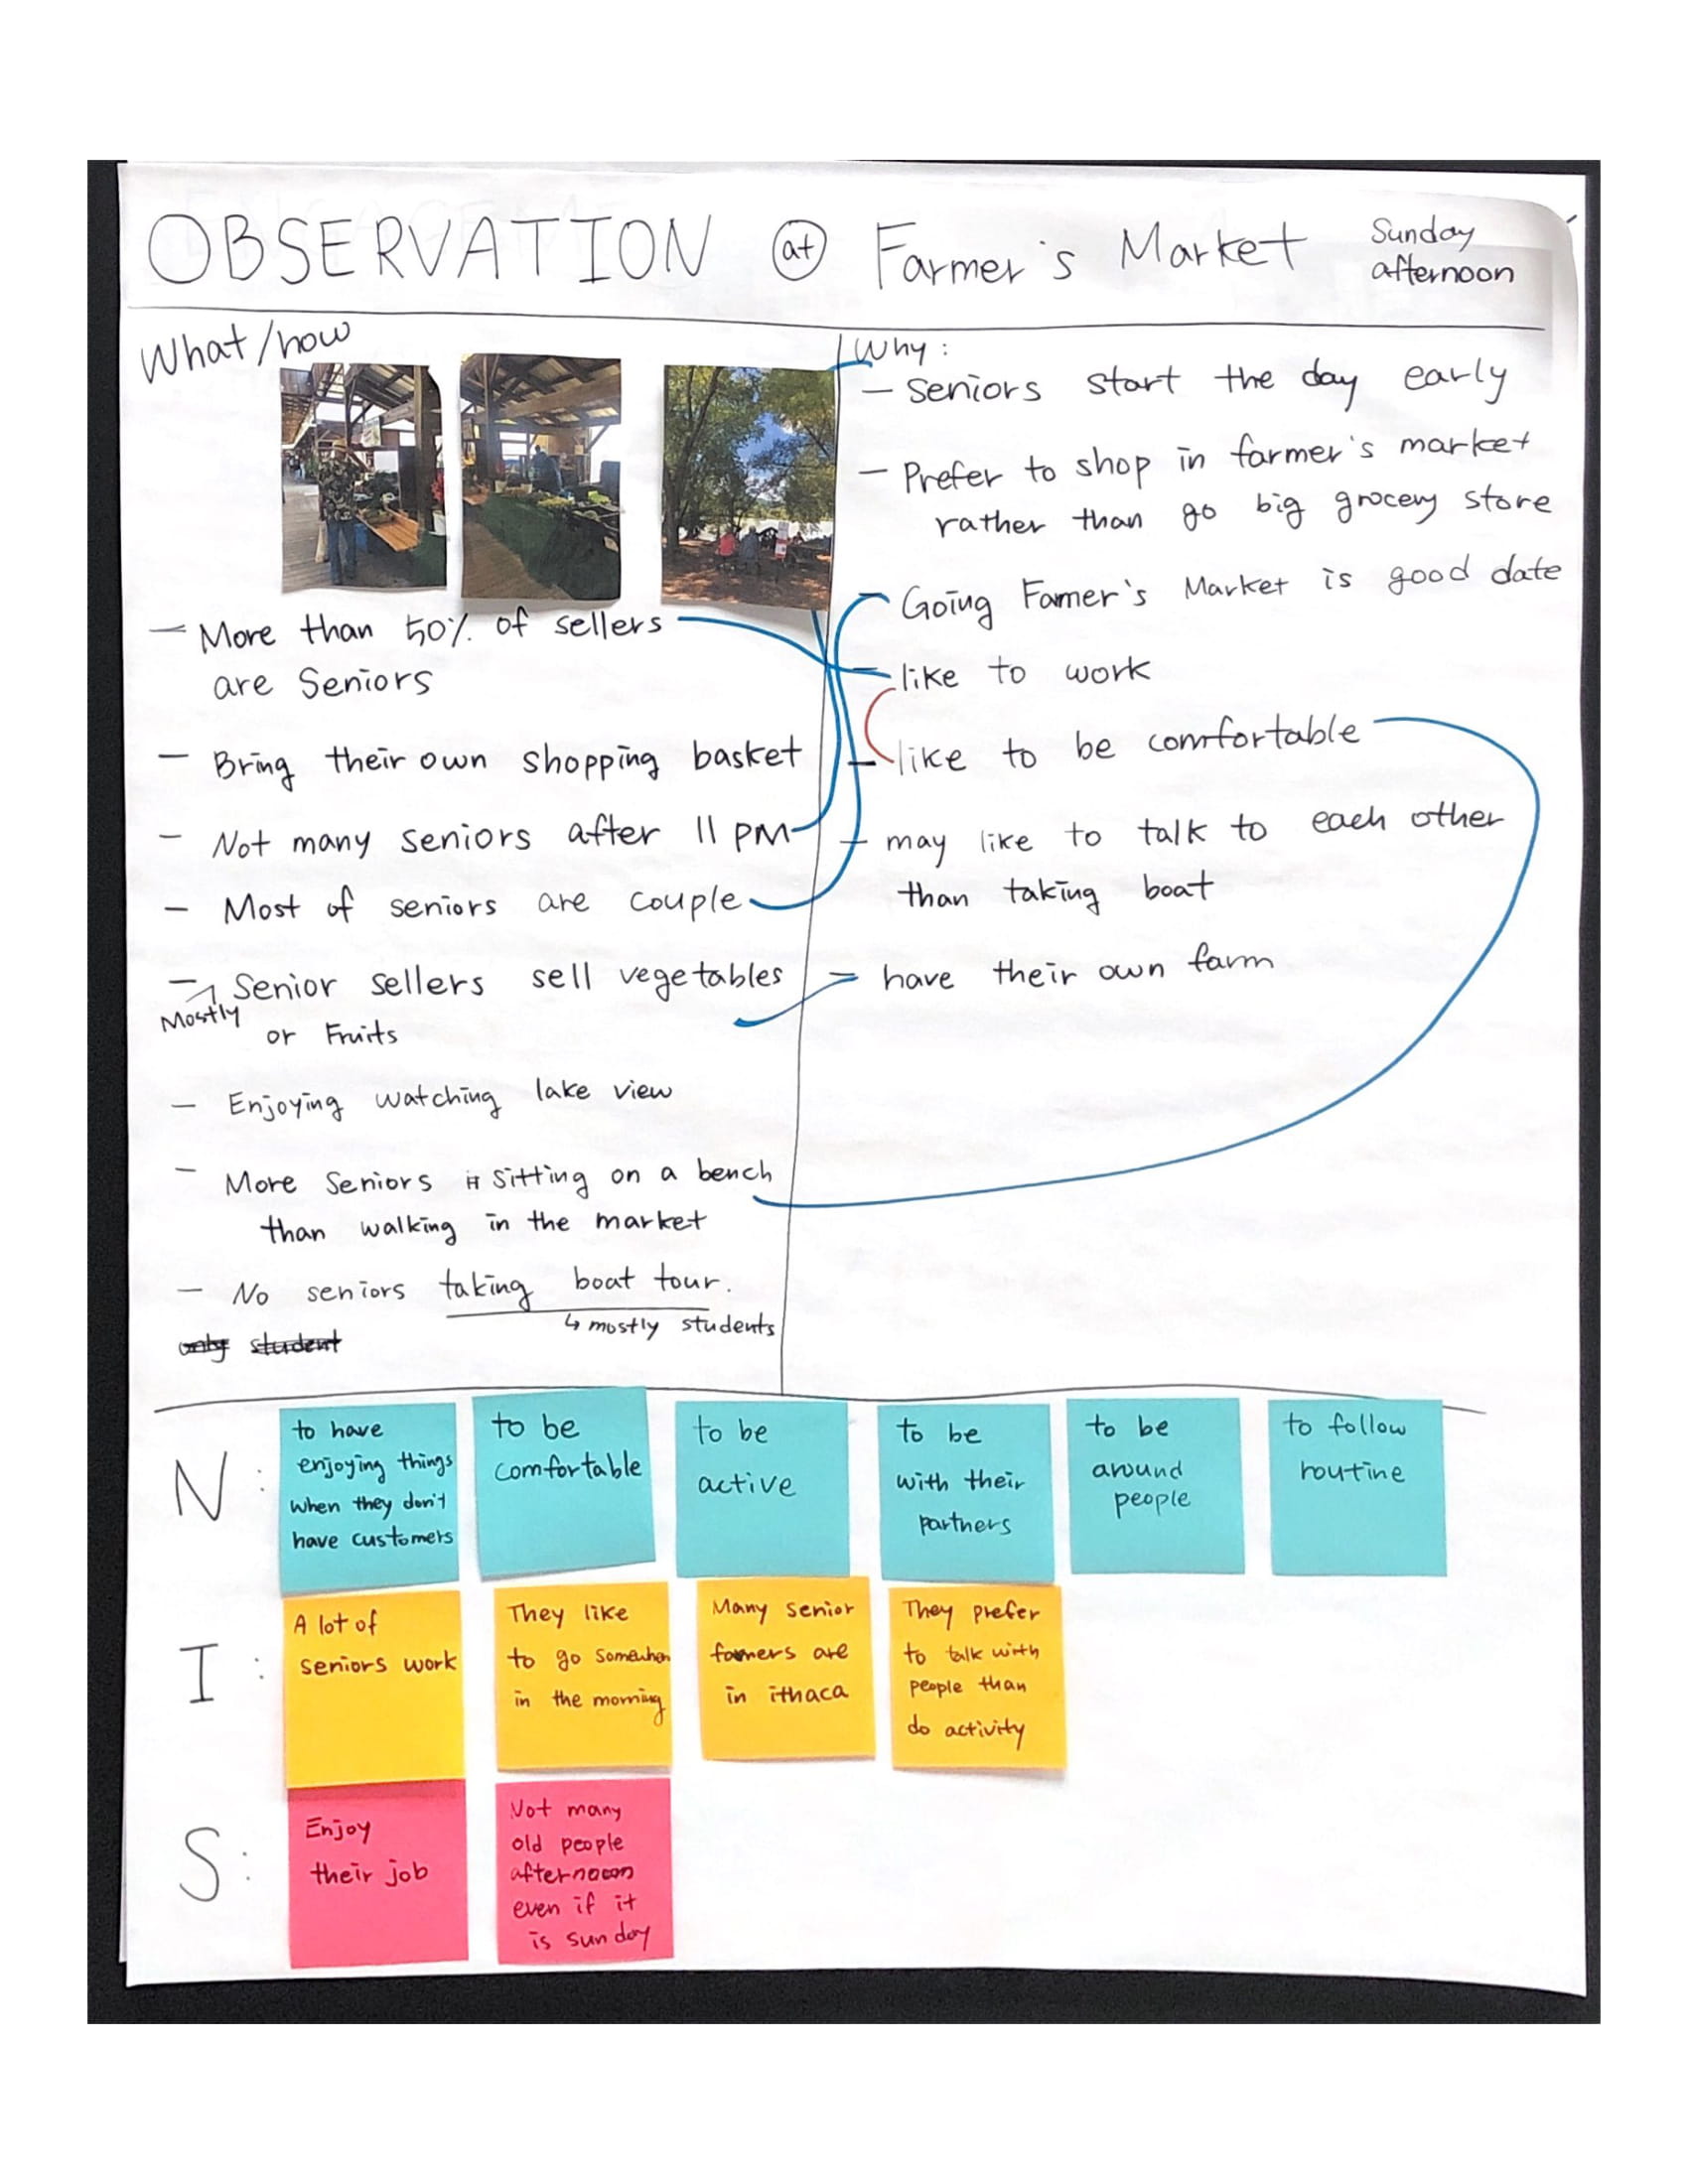 OBSERVATION at Farmer's Market
Sunday
afternoon
What/how
- More than 50% of sellers
are Seniors
- Bring their own shopping basket
- Not many seniors after 11 PM
- Most of seniors are couple
- Senior sellers sell vegetables
Mostly
or Fruits
- Enjoying watching lake view
- More Seniors sitting on a bench
than walking in the market
- No seniors taking boat tour.
↳ mostly students
only student
Why:
- Seniors start the day early
- Prefer to shop in farmer's market
rather than go big grocery store
- Going Famer's Market is good date
- like to work
- like to be comfortable
- may like to talk to each other
than taking boat
- have their own farm
N:
to have
enjoying things
when they don't
have customers
to be
comfortable
to be
active
to be
with their
partners
to be
around
people
to follow
routine
I:
A lot of
seniors work
They like
to go somewher
in the morning
Many senior
famers are
in ithaca
They prefer
to talk with
people than
do activity
S:
Enjoy
their job
Not many
old people
afternoon
even if it
is sunday